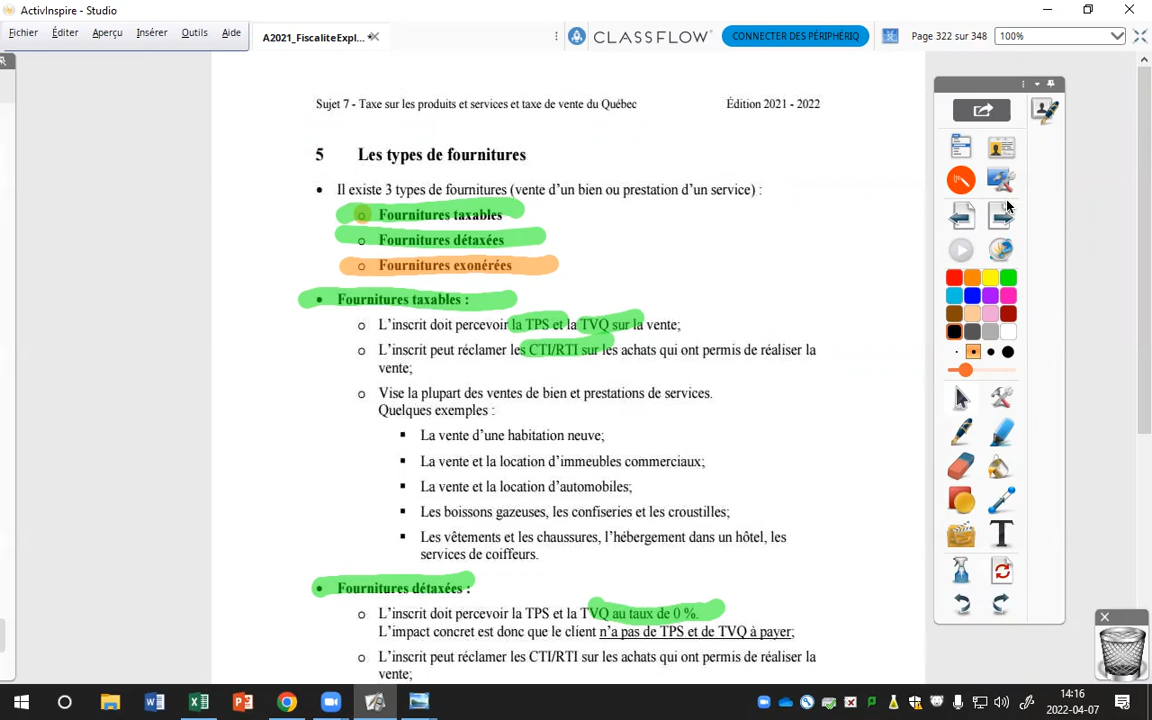 ActivInspire - Studio
Fichier Éditer Aperçu Insérer Outils Aide
A2021_FiscaliteExpl...
CLASSFLOW
CONNECTER DES PÉRIPHÉRIQ
Page 322 sur 348
100%
Sujet 7 - Taxe sur les produits et services et taxe de vente du Québec Édition 2021 - 2022
5 Les types de fournitures
• Il existe 3 types de fournitures (vente d'un bien ou prestation d'un service) :
o Fournitures taxables
o Fournitures détaxées
o Fournitures exonérées
• Fournitures taxables :
o L'inscrit doit percevoir la TPS et la TVQ sur la vente;
o L'inscrit peut réclamer les CTI/RTI sur les achats qui ont permis de réaliser la
vente;
o Vise la plupart des ventes de bien et prestations de services.
Quelques exemples :
▪ La vente d'une habitation neuve;
▪ La vente et la location d'immeubles commerciaux;
▪ La vente et la location d'automobiles;
▪ Les boissons gazeuses, les confiseries et les croustilles;
▪ Les vêtements et les chaussures, l'hébergement dans un hôtel, les
services de coiffeurs.
• Fournitures détaxées :
o L'inscrit doit percevoir la TPS et la TVQ au taux de 0 %.
L'impact concret est donc que le client n'a pas de TPS et de TVQ à payer;
o L'inscrit peut réclamer les CTI/RTI sur les achats qui ont permis de réaliser la
vente;
14:16
2022-04-07